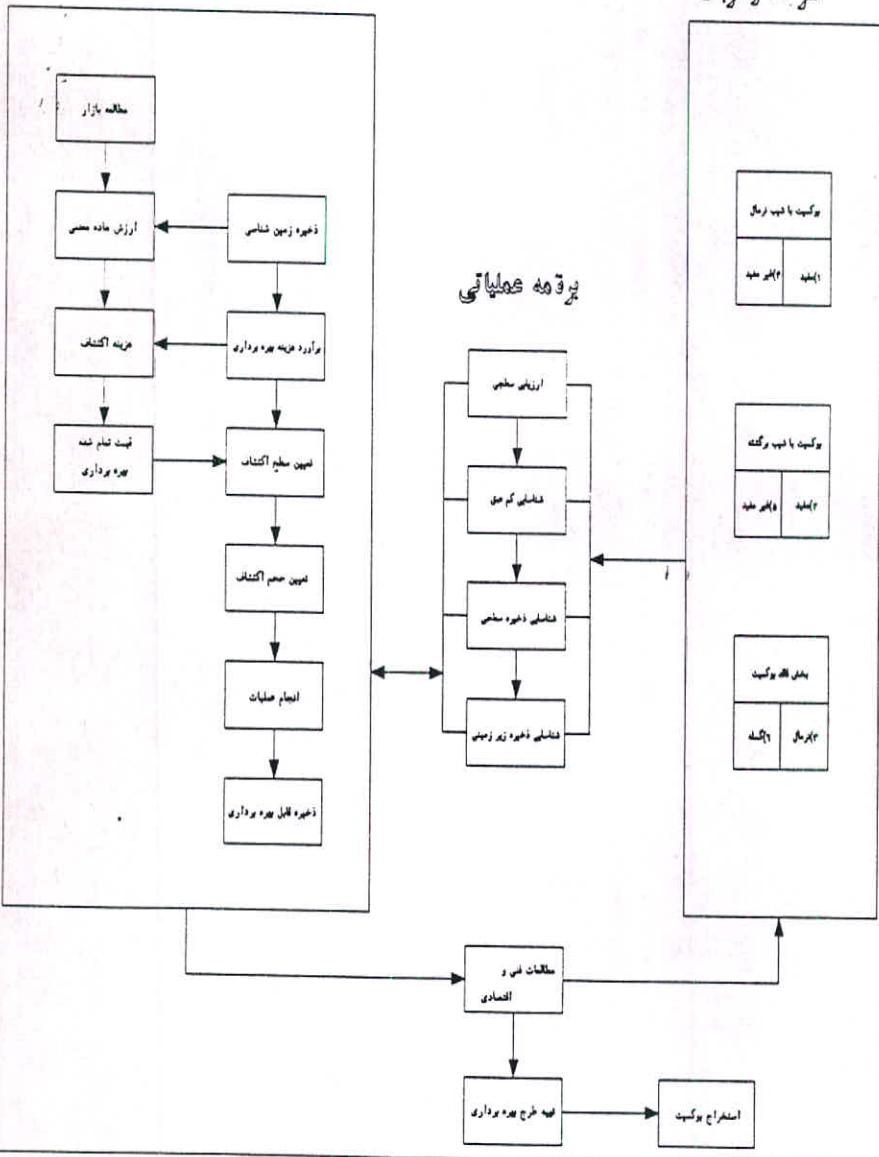 مطالعه بازار
ارزش ماده معدنی
ذخیره زمین شناسی
هزینه اکتشاف
برآورد هزینه بهره برداری
قیمت تمام شده
بهره برداری
تعیین سطح اکتشاف
تعیین حجم اکتشاف
انجام عملیات
ذخیره قابل بهره برداری
برنامه عملیاتی
ارزیابی سطحی
شناسایی کم عمق
شناسایی ذخیره سطحی
شناسایی ذخیره زیر زمینی
بوکسیت با شیب نرمال
۱)مفید
۴)غیر مفید
بوکسیت با شیب برگشته
۲)مفید
۵)غیر مفید
بخش فاقد بوکسیت
۳)نرمال
۶)گسله
مطالعات فنی و
اقتصادی
تهیه طرح بهره برداری
استخراج بوکسیت